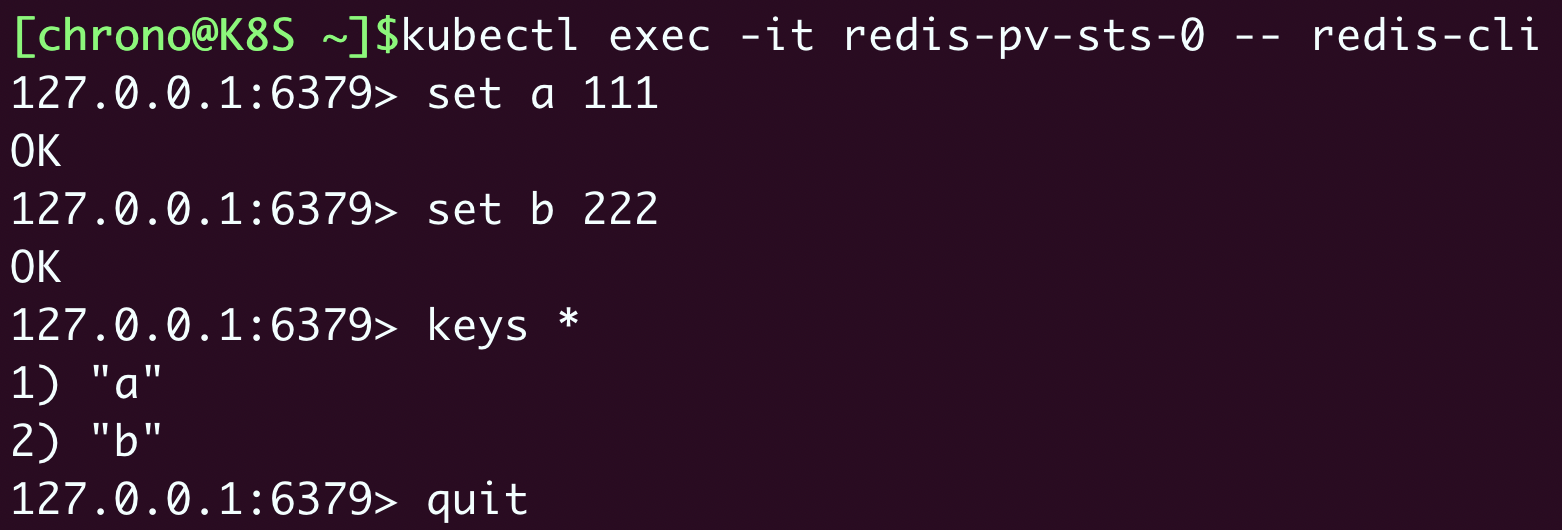 [chrono@K8S ~]$kubectl exec -it redis-pv-sts-0 -- redis-cli
127.0.0.1:6379> set a 111
OK
127.0.0.1:6379> set b 222
OK
127.0.0.1:6379> keys *
1) "a"
2) "b"
127.0.0.1:6379> quit